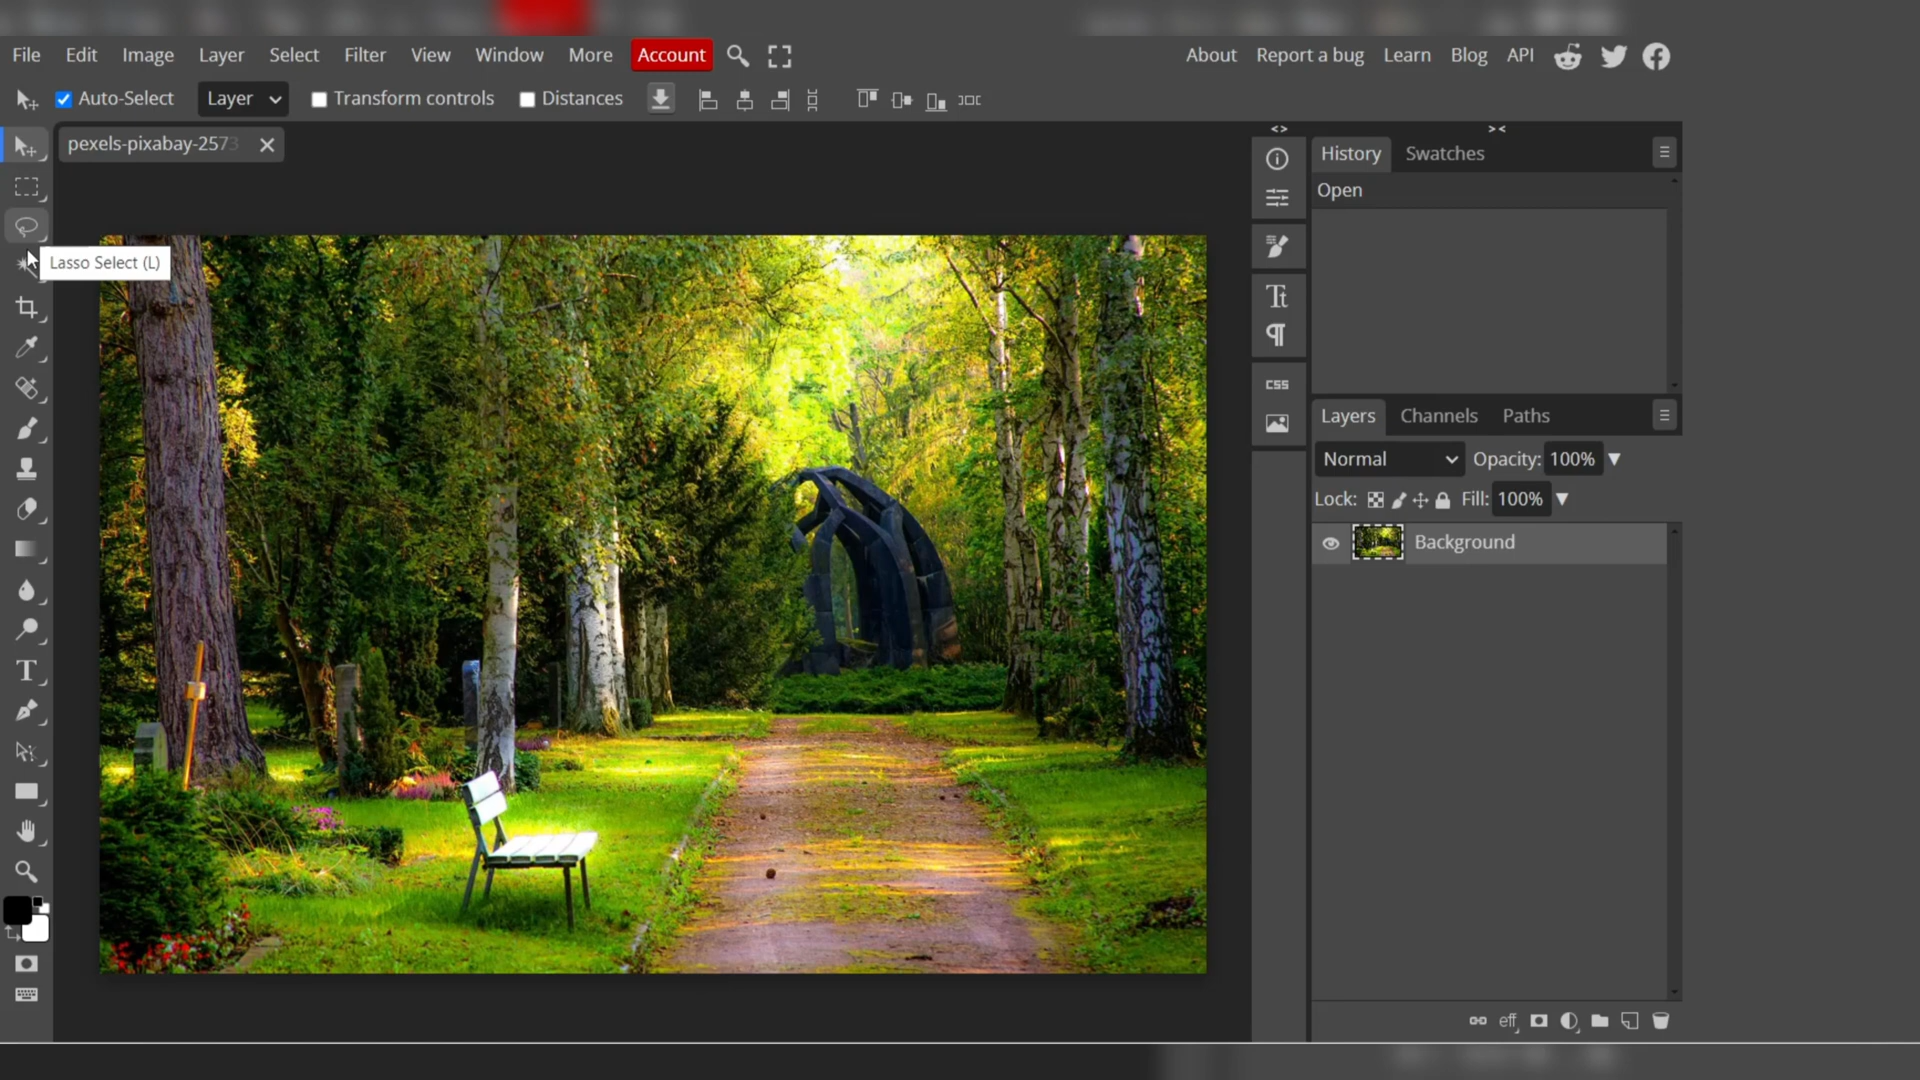 File Edit Image Layer Select Filter View Window More Account About Report a bug Learn Blog API
Auto-Select Layer Transform controls Distances
pexels-pixabay-2573
Lasso Select (L)
History Swatches
Open
CSS
Layers Channels Paths
Normal Opacity: 100%
Lock: Fill: 100%
Background
eff